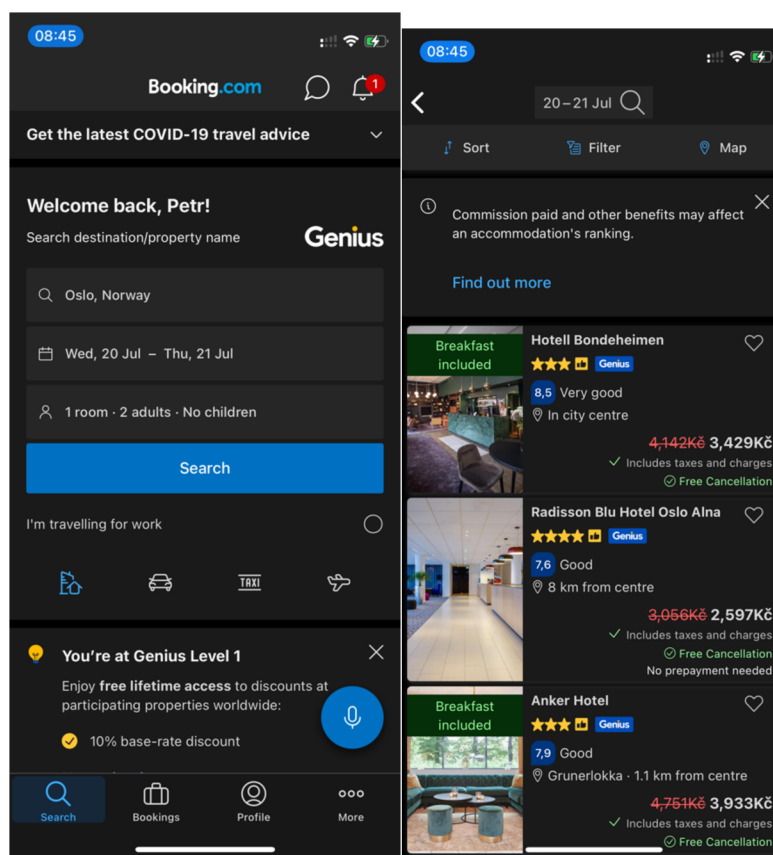 08:45
Booking.com
1
Get the latest COVID-19 travel advice
Welcome back, Petr!
Search destination/property name
Genius
Oslo, Norway
Wed, 20 Jul – Thu, 21 Jul
1 room · 2 adults · No children
Search
I'm travelling for work
TAXI
You're at Genius Level 1
Enjoy free lifetime access to discounts at
participating properties worldwide:
10% base-rate discount
Search
Bookings
Profile
More
08:45
20–21 Jul
Sort
Filter
Map
Commission paid and other benefits may affect
an accommodation's ranking.
Find out more
Breakfast
included
Hotell Bondeheimen
Genius
8,5 Very good
In city centre
4,142Kč 3,429Kč
Includes taxes and charges
Free Cancellation
Radisson Blu Hotel Oslo Alna
Genius
7,6 Good
8 km from centre
3,056Kč 2,597Kč
Includes taxes and charges
Free Cancellation
No prepayment needed
Breakfast
included
Anker Hotel
Genius
7,9 Good
Grunerlokka · 1.1 km from centre
4,751Kč 3,933Kč
Includes taxes and charges
Free Cancellation